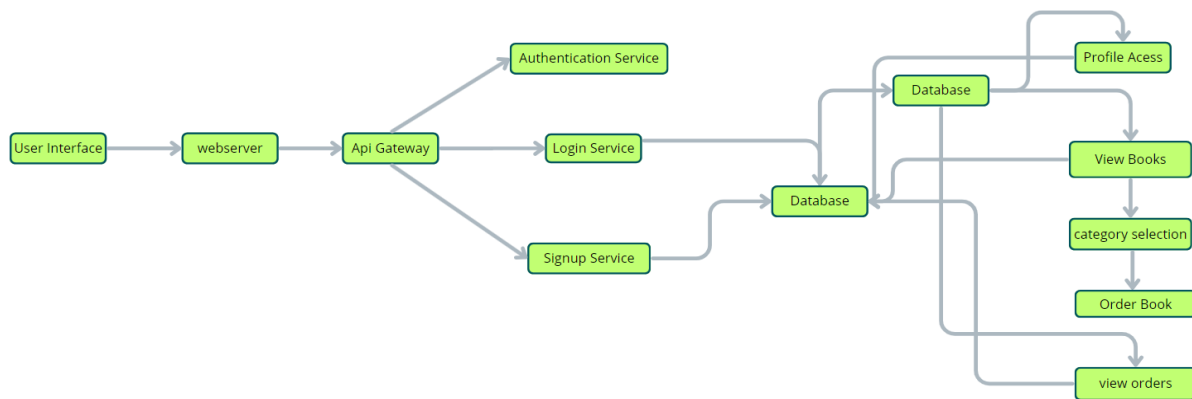 User Interface
webserver
Api Gateway
Authentication Service
Login Service
Signup Service
Database
Database
Profile Acess
View Books
category selection
Order Book
view orders